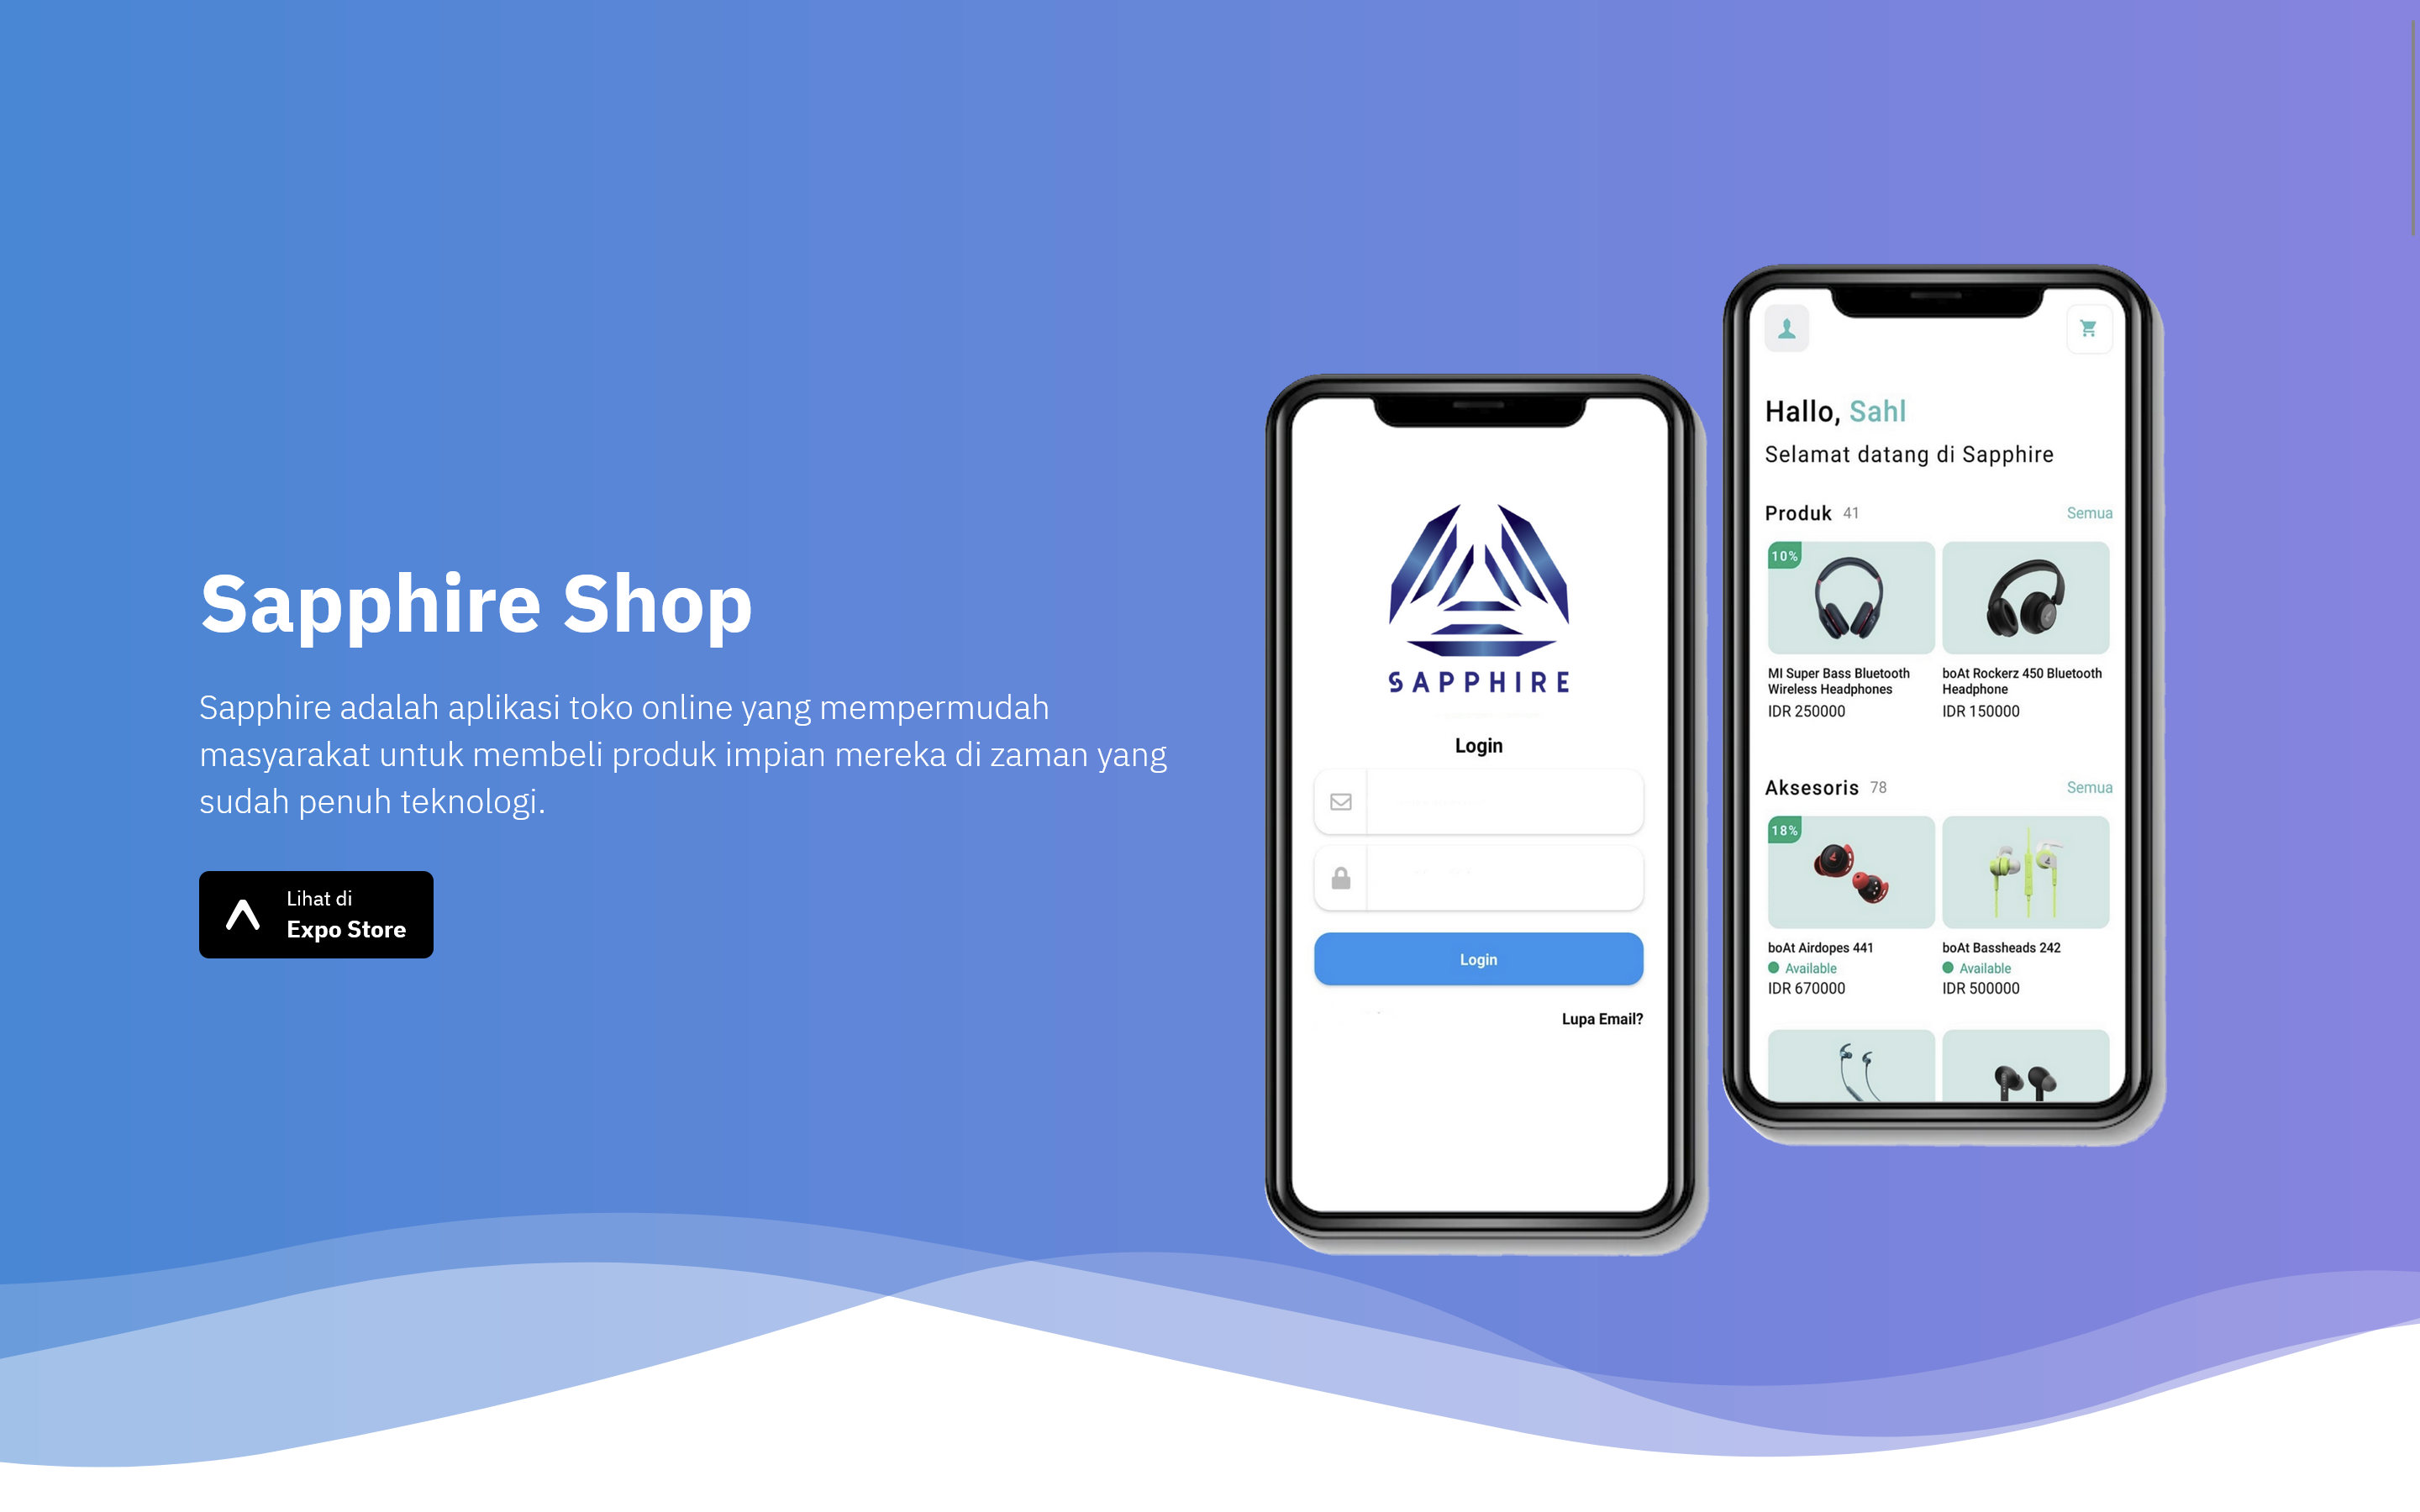 Sapphire Shop
Sapphire adalah aplikasi toko online yang mempermudah
masyarakat untuk membeli produk impian mereka di zaman yang
sudah penuh teknologi.
Lihat di
Expo Store
SAPPHIRE
Login
Login
Lupa Email?
Hallo, Sahl
Selamat datang di Sapphire
Produk 41 Semua
10%
MI Super Bass Bluetooth
Wireless Headphones
IDR 250000
boAt Rockerz 450 Bluetooth
Headphone
IDR 150000
Aksesoris 78 Semua
18%
boAt Airdopes 441
Available
IDR 670000
boAt Bassheads 242
Available
IDR 500000